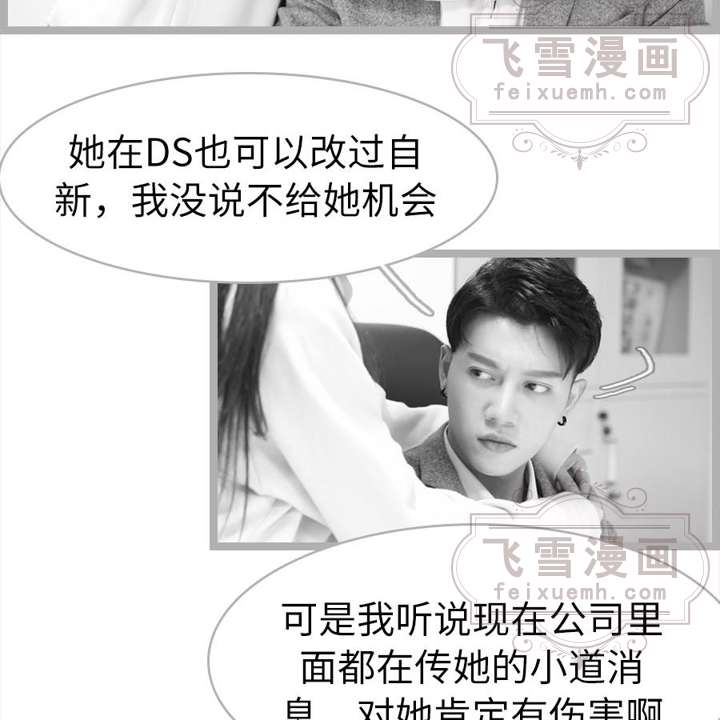 飞雪漫画
feixuemh.com
她在DS也可以改过自
新，我没说不给她机会
飞雪漫画
feixuemh.com
可是我听说现在公司里
面都在传她的小道消
息，对她肯定有伤害啊